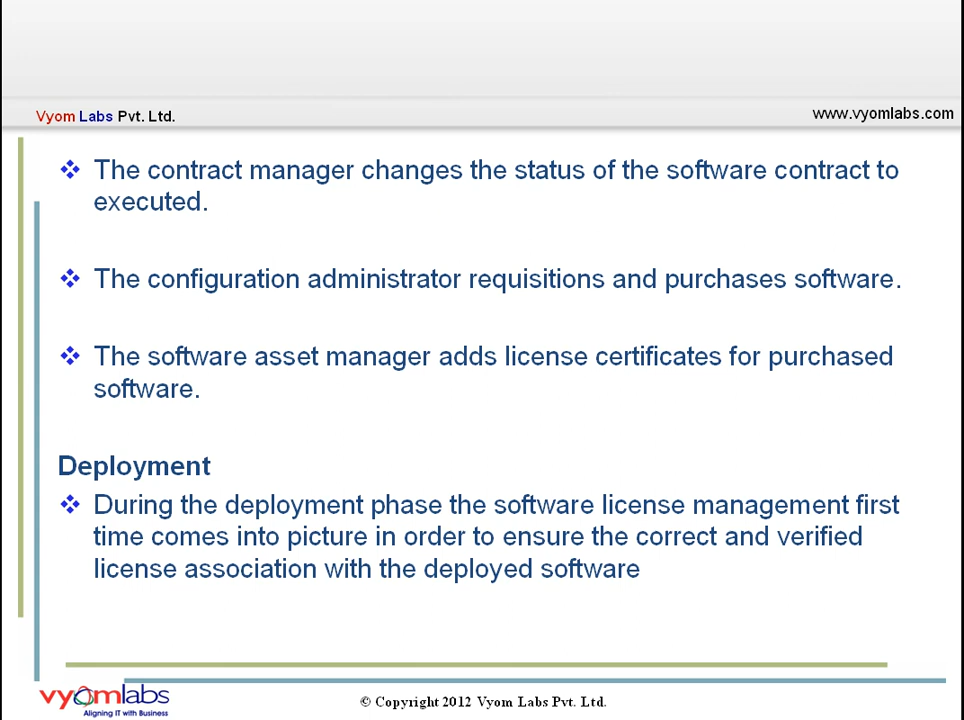 Vyom Labs Pvt. Ltd.
www.vyomlabs.com
The contract manager changes the status of the software contract to
executed.
The configuration administrator requisitions and purchases software.
The software asset manager adds license certificates for purchased
software.
Deployment
During the deployment phase the software license management first
time comes into picture in order to ensure the correct and verified
license association with the deployed software
vyomlabs
Aligning IT with Business
© Copyright 2012 Vyom Labs Pvt. Ltd.